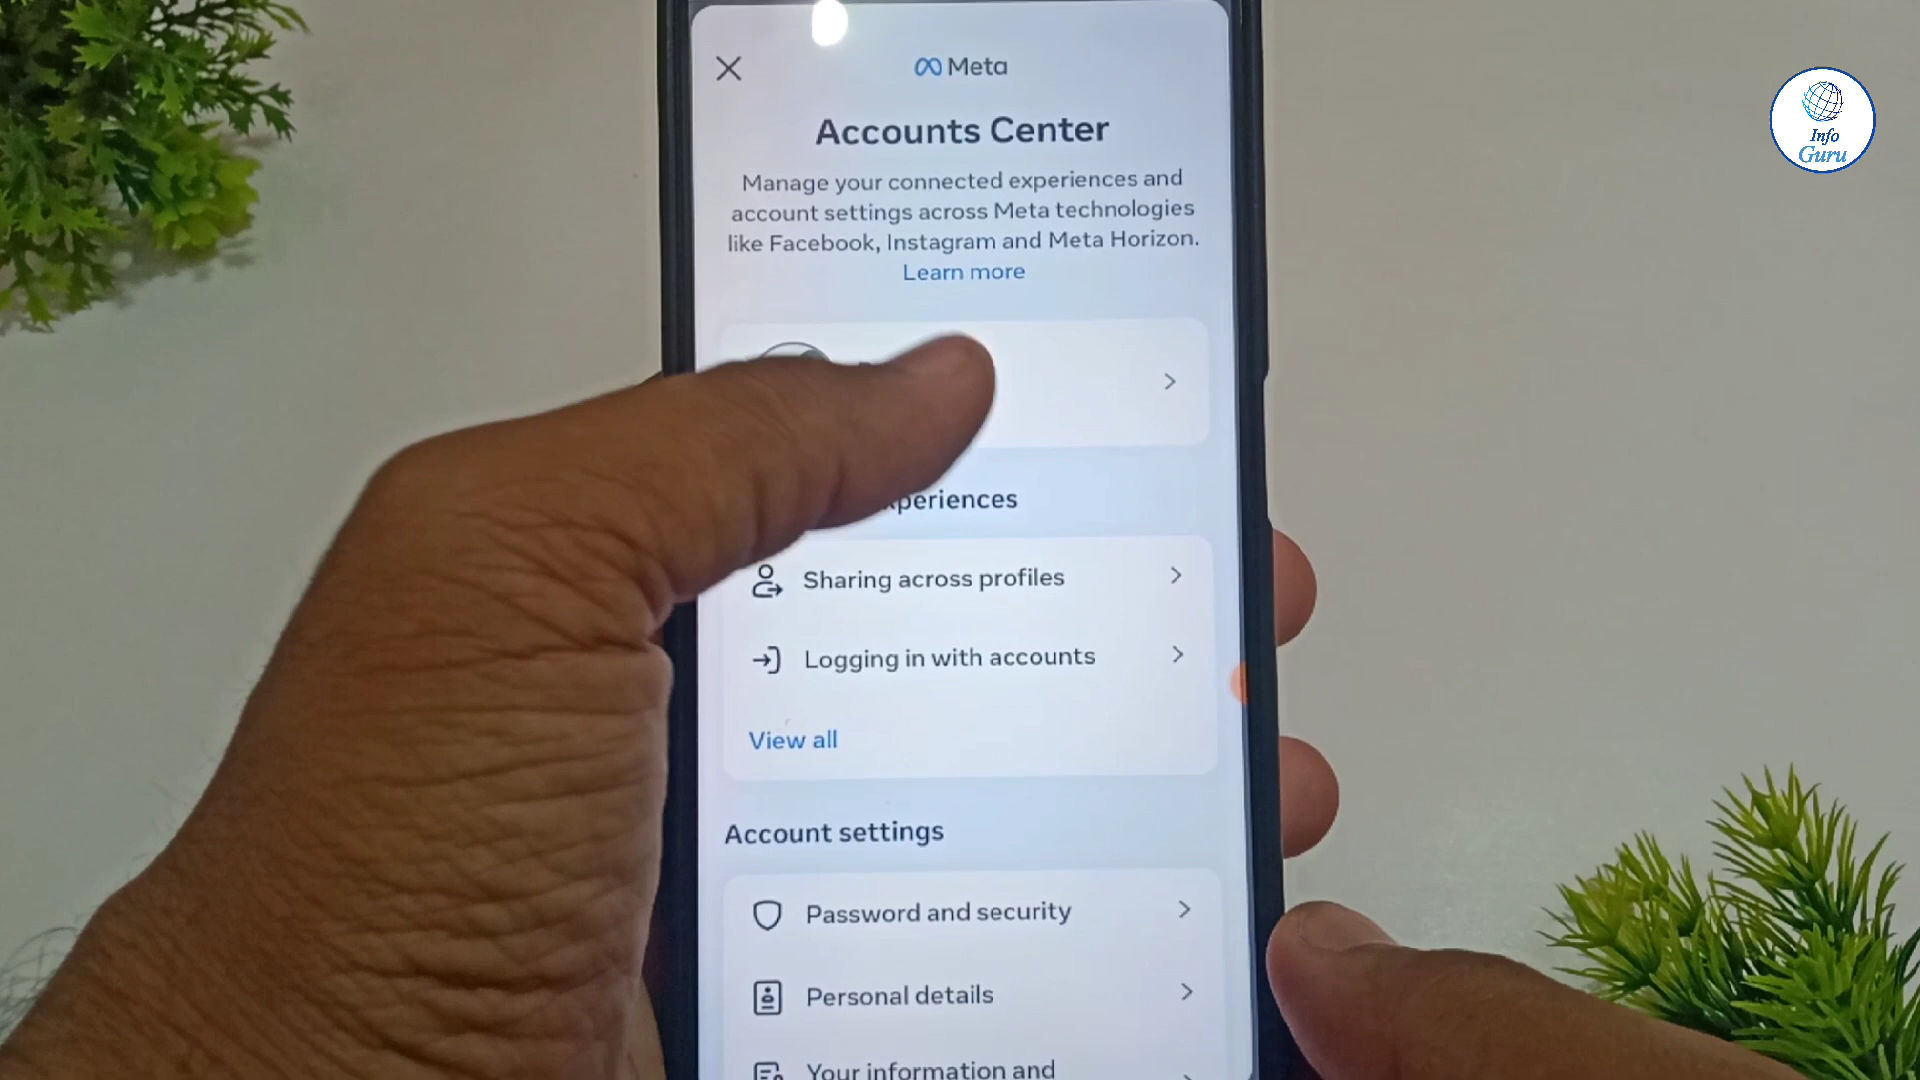 Meta
Accounts Center
Manage your connected experiences and
account settings across Meta technologies
like Facebook, Instagram and Meta Horizon.
Learn more
Sharing across profiles
Logging in with accounts
View all
Account settings
Password and security
Personal details
Your information and
Info
Guru